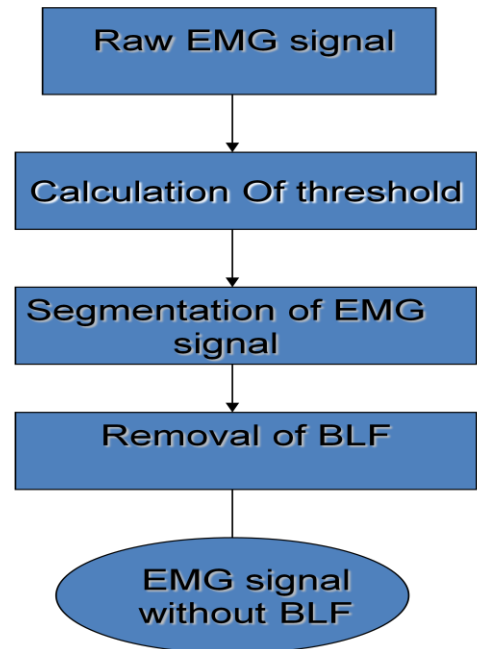 Raw EMG signal
Calculation Of threshold
Segmentation of EMG
signal
Removal of BLF
EMG signal
without BLF